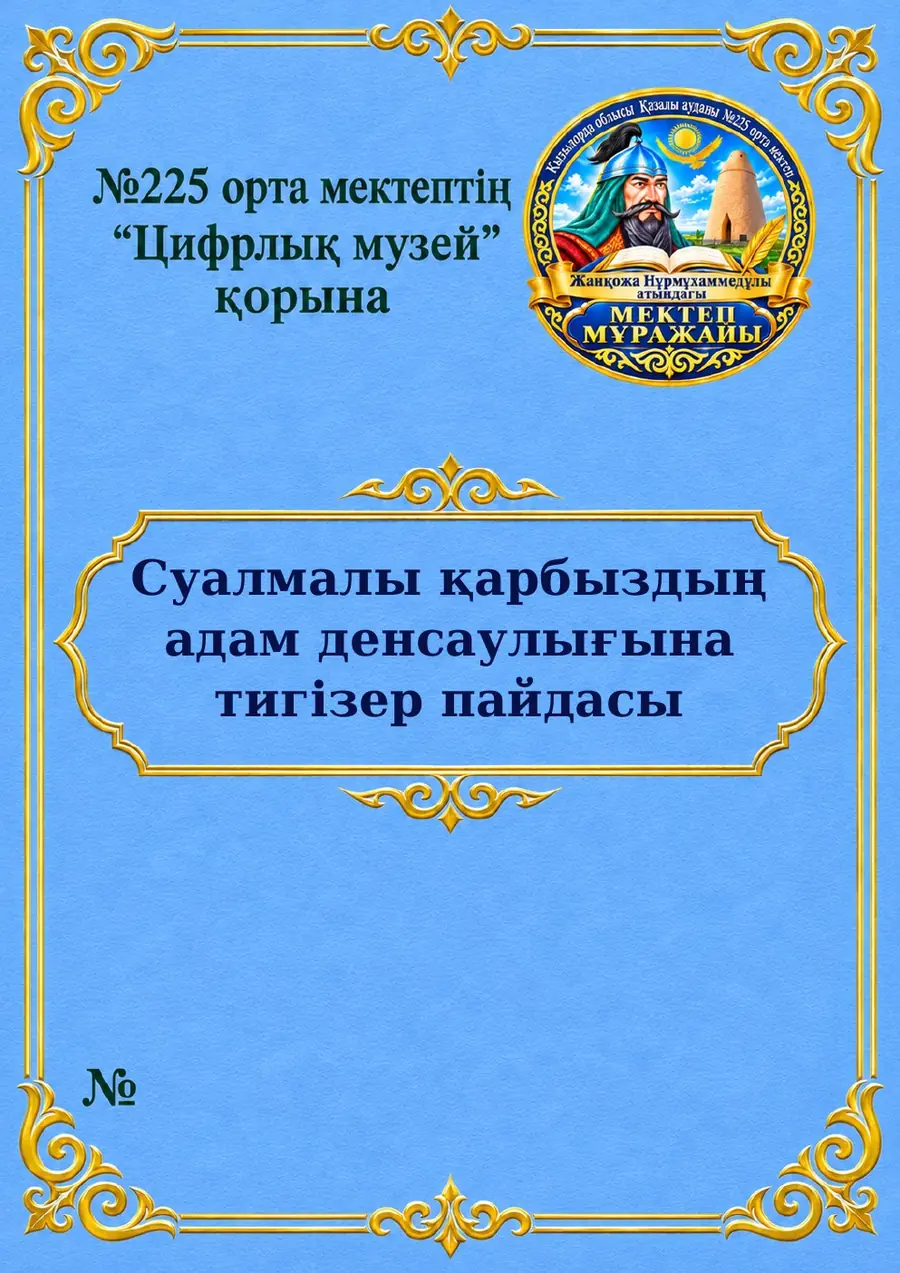 №225 орта мектептің
“Цифрлық музей”
қорына
Қызылорда облысы Қазалы ауданы №225 орта мектеп
Жанқожа Нұрмұхаммедұлы
атындағы
МЕКТЕП
МҰРАЖАЙЫ
Суалмалы қарбыздың
адам денсаулығына
тигізер пайдасы
№